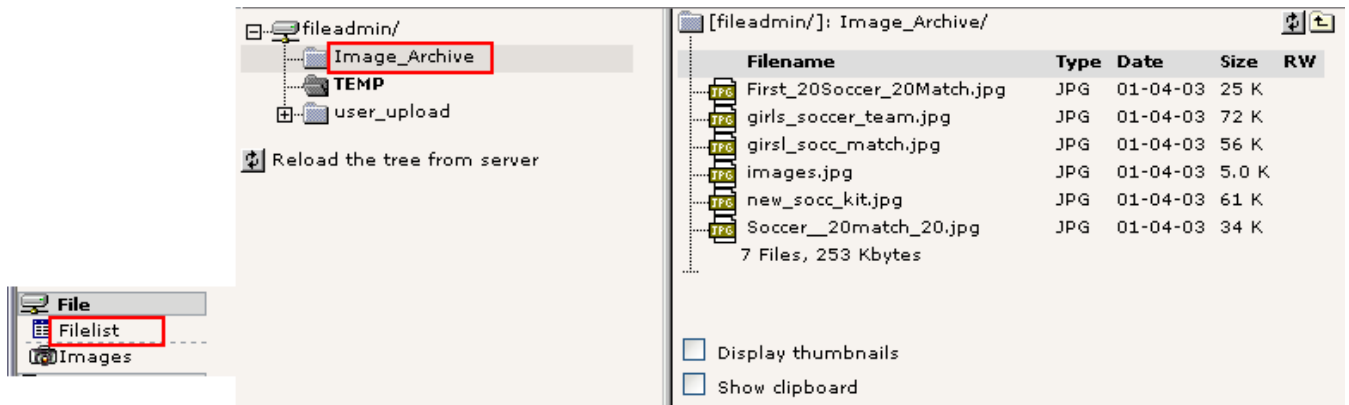 fileadmin/
Image_Archive
TEMP
user_upload
Reload the tree from server
[fileadmin/]: Image_Archive/
Filename Type Date Size RW
First_20Soccer_20Match.jpg JPG 01-04-03 25 K
girls_soccer_team.jpg JPG 01-04-03 72 K
girsl_socc_match.jpg JPG 01-04-03 56 K
images.jpg JPG 01-04-03 5.0 K
new_socc_kit.jpg JPG 01-04-03 61 K
Soccer__20match_20.jpg JPG 01-04-03 34 K
7 Files, 253 Kbytes
Display thumbnails
Show clipboard
File
Filelist
Images